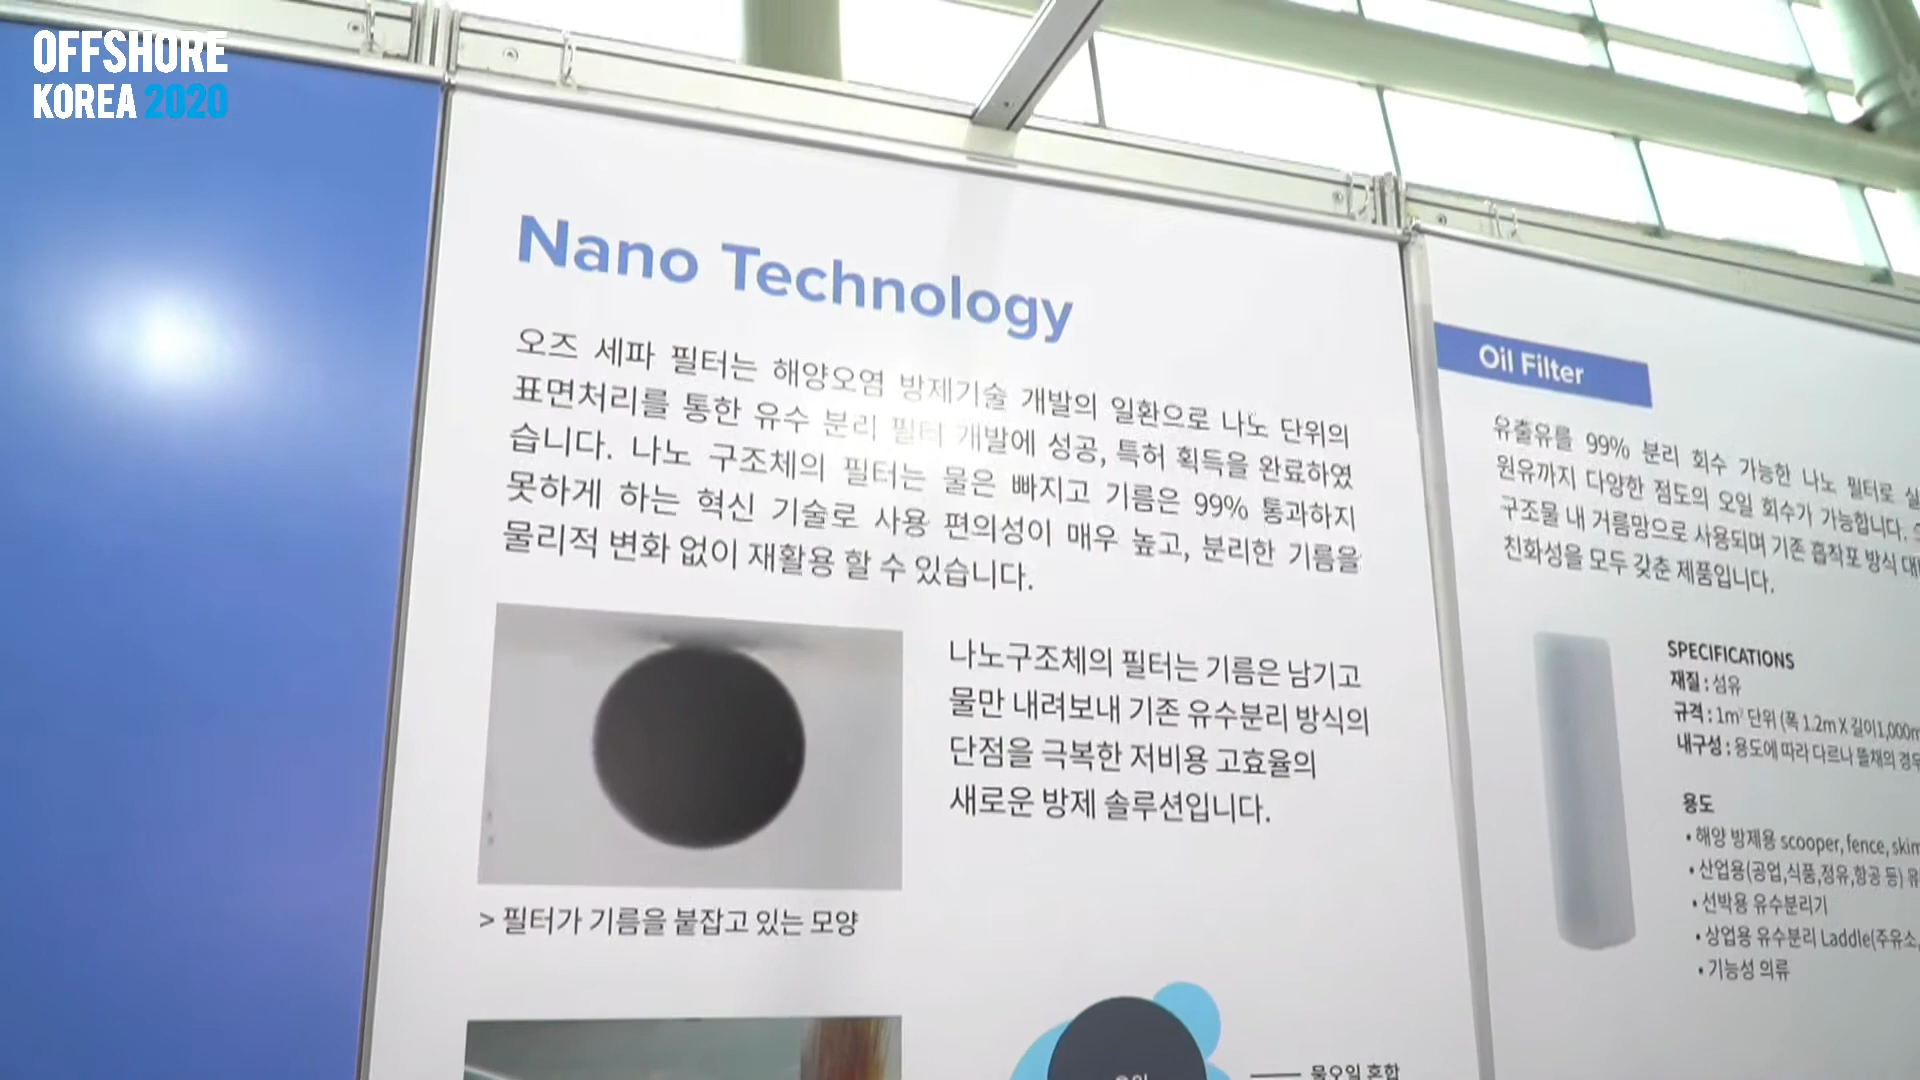 OFFSHORE
KOREA 2020
Nano Technology
오즈 세파 필터는 해양오염 방제기술 개발의 일환으로 나노 단위의
표면처리를 통한 유수 분리 필터 개발에 성공, 특허 획득을 완료하였
습니다. 나노 구조체의 필터는 물은 빠지고 기름은 99% 통과하지
못하게 하는 혁신 기술로 사용 편의성이 매우 높고, 분리한 기름을
물리적 변화 없이 재활용 할 수 있습니다.
나노구조체의 필터는 기름은 남기고
물만 내려보내 기존 유수분리 방식의
단점을 극복한 저비용 고효율의
새로운 방제 솔루션입니다.
> 필터가 기름을 붙잡고 있는 모양
물오일 혼합
Oil Filter
유출유를 99% 분리 회수 가능한 나노 필터로
원유까지 다양한 점도의 오일 회수가 가능합니다.
구조물 내 거름망으로 사용되며 기존 흡착포 방식
친화성을 모두 갖춘 제품입니다.
SPECIFICATIONS
재질 : 섬유
규격 : 1m² 단위 (폭 1.2m X 길이1,000m
내구성 : 용도에 따라 다르나 뜰채의 경우
용도
• 해양 방제용 scooper, fence,
• 산업용(공업,식품,정유,항공 등)
• 선박용 유수분리기
• 상업용 유수분리 Laddle(주유소,
• 기능성 의류